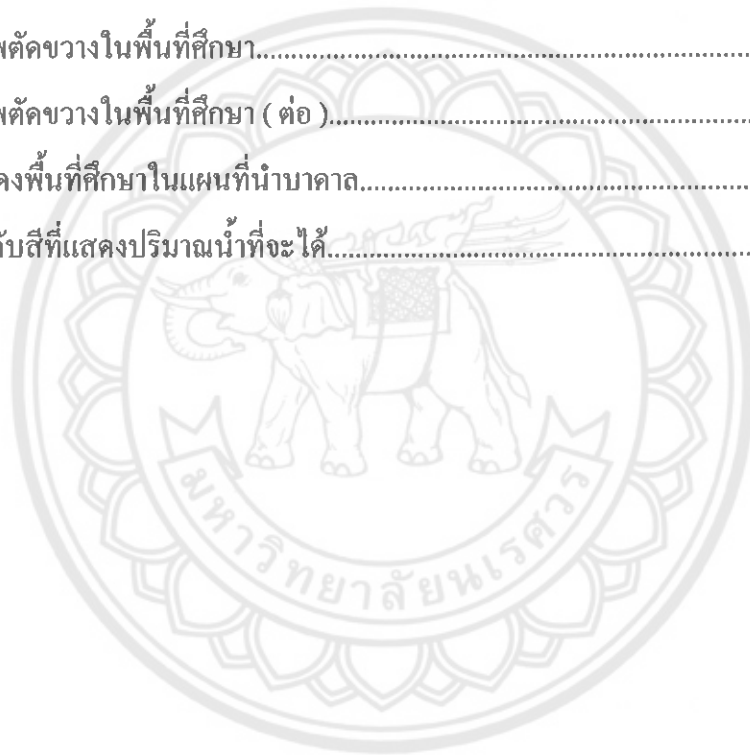 พตัดขวางในพื้นที่ศึกษา......................................................................
พตัดขวางในพื้นที่ศึกษา ( ต่อ )..........................................................
ดงพื้นที่ศึกษาในแผนที่นำบาดาล......................................................
กับสีที่แสดงปริมาณน้ำที่จะได้...........................................................
มหาวิทยาลัยนเรศวร